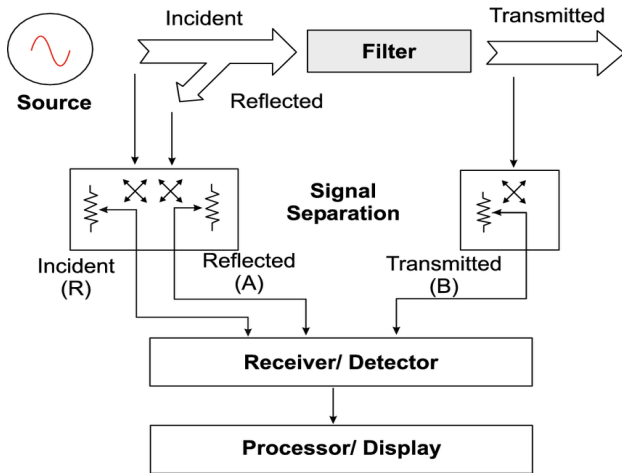 Incident
Transmitted
Filter
Source
Reflected
Signal
Separation
Incident
(R)
Reflected
(A)
Transmitted
(B)
Receiver/ Detector
Processor/ Display